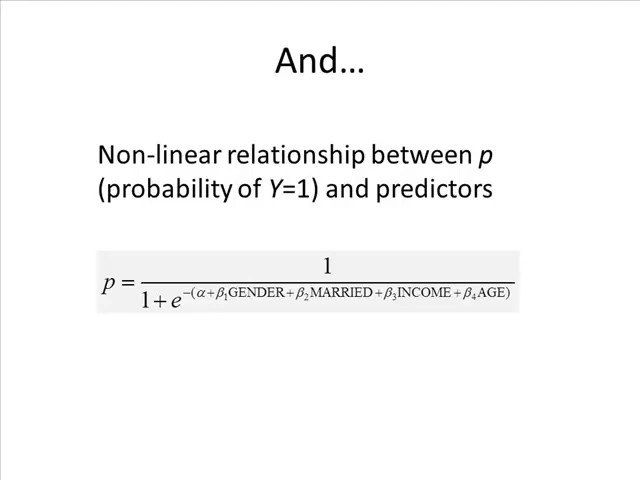 And…
Non-linear relationship between p
(probability of Y=1) and predictors
p = 1 / 1 + e^−(α + β₁GENDER + β₂MARRIED + β₃INCOME + β₄AGE)